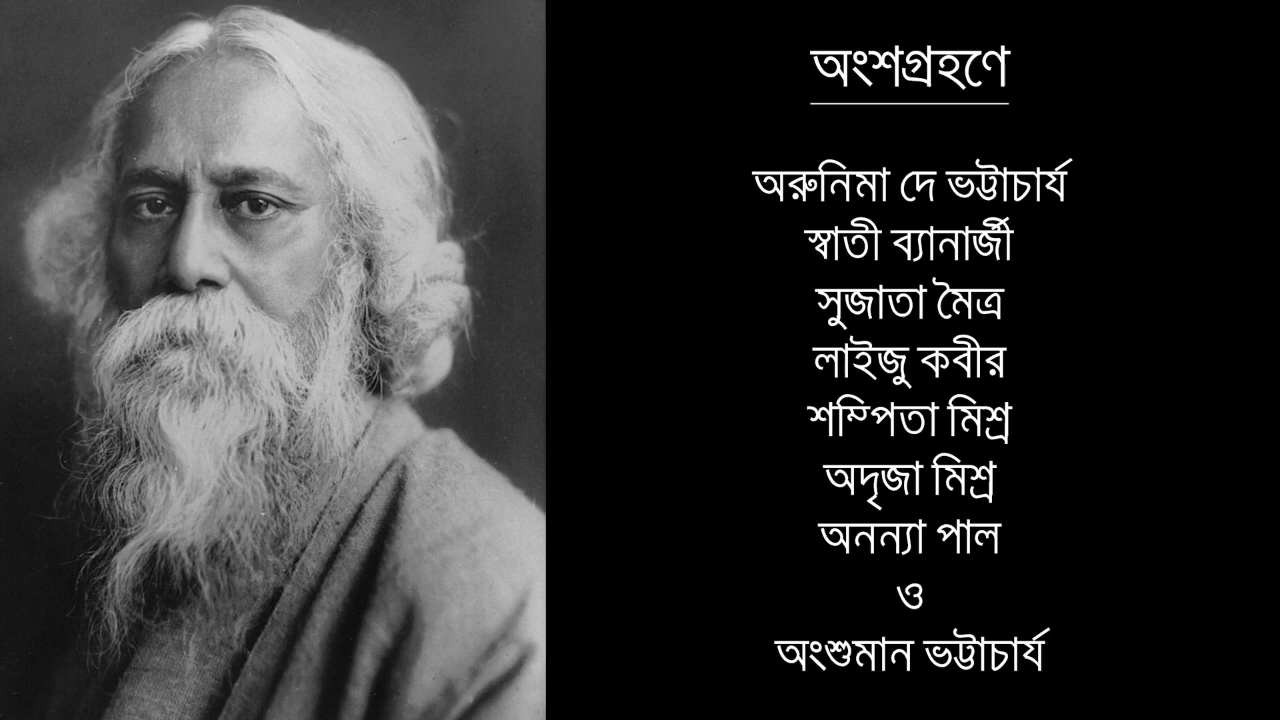 অংশগ্রহণে
অরুনিমা দে ভট্টাচার্য
স্বাতী ব্যানার্জী
সুজাতা মৈত্র
লাইজু কবীর
শম্পিতা মিশ্র
অদৃজা মিশ্র
অনন্যা পাল
ও
অংশুমান ভট্টাচার্য